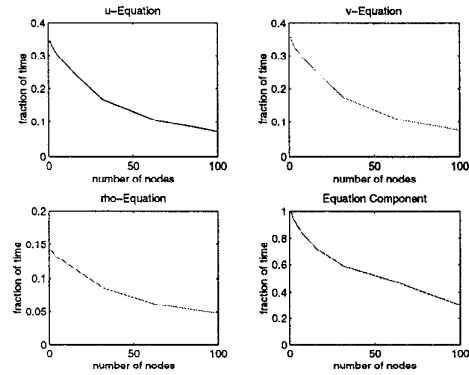 u-Equation
0.4
0.3
0.2
0.1
0
fraction of time
0 50 100
number of nodes
v-Equation
0.4
0.3
0.2
0.1
0
fraction of time
0 50 100
number of nodes
rho-Equation
0.2
0.15
0.1
0.05
0
fraction of time
0 50 100
number of nodes
Equation Component
1
0.8
0.6
0.4
0.2
0
fraction of time
0 50 100
number of nodes